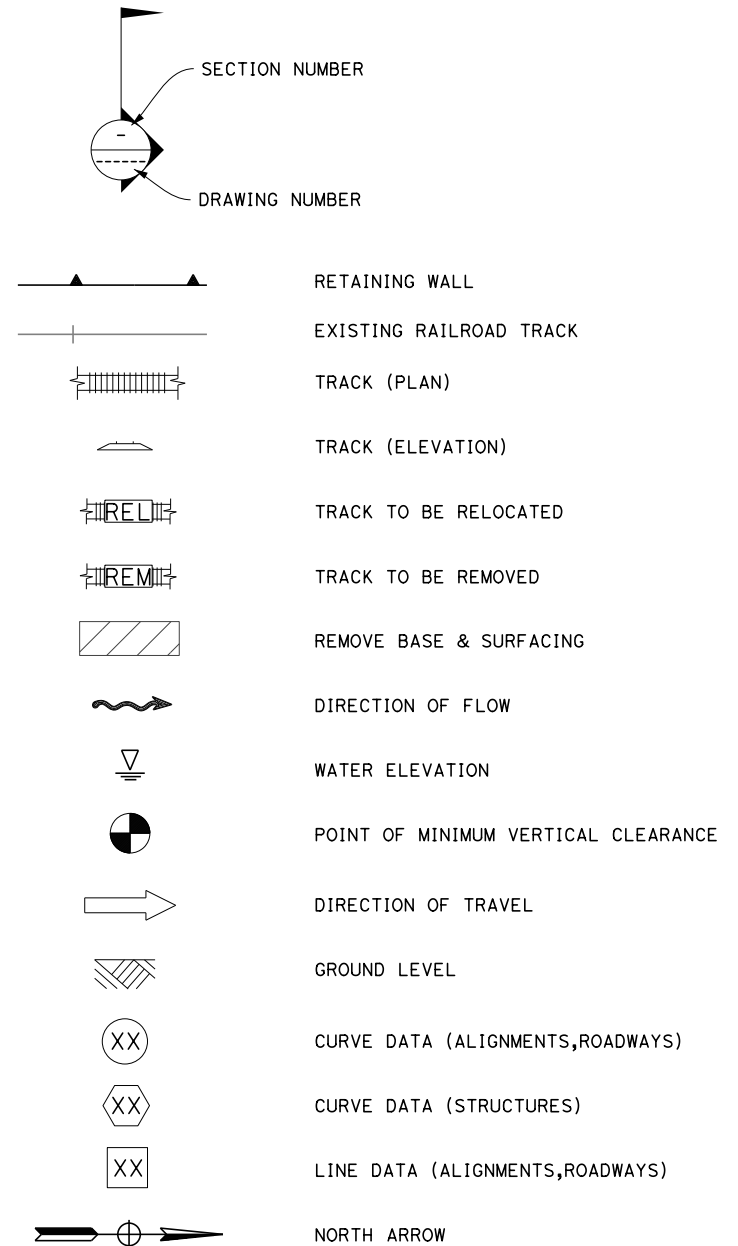 SECTION NUMBER
DRAWING NUMBER
RETAINING WALL
EXISTING RAILROAD TRACK
TRACK (PLAN)
TRACK (ELEVATION)
REL TRACK TO BE RELOCATED
REM TRACK TO BE REMOVED
REMOVE BASE & SURFACING
DIRECTION OF FLOW
WATER ELEVATION
POINT OF MINIMUM VERTICAL CLEARANCE
DIRECTION OF TRAVEL
GROUND LEVEL
XX CURVE DATA (ALIGNMENTS,ROADWAYS)
XX CURVE DATA (STRUCTURES)
XX LINE DATA (ALIGNMENTS,ROADWAYS)
NORTH ARROW